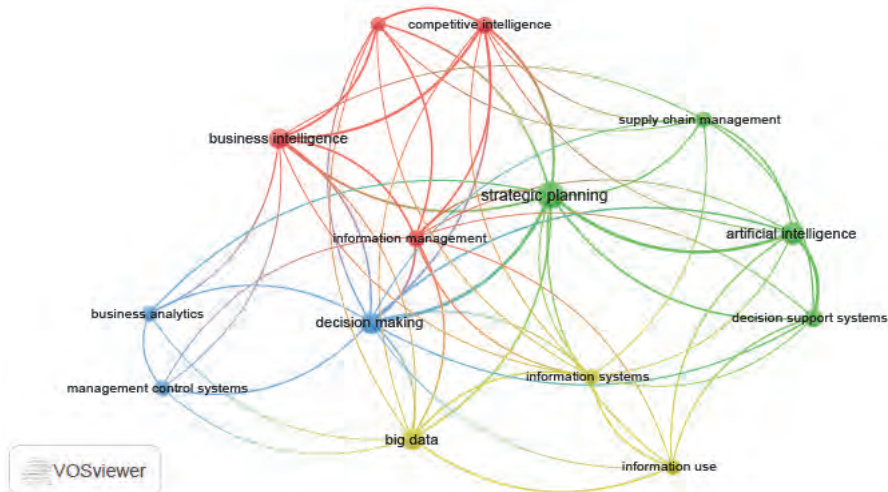 competitive intelligence
supply chain management
business intelligence
strategic planning
artificial intelligence
information management
business analytics
decision making
decision support systems
information systems
management control systems
big data
information use
VOSviewer